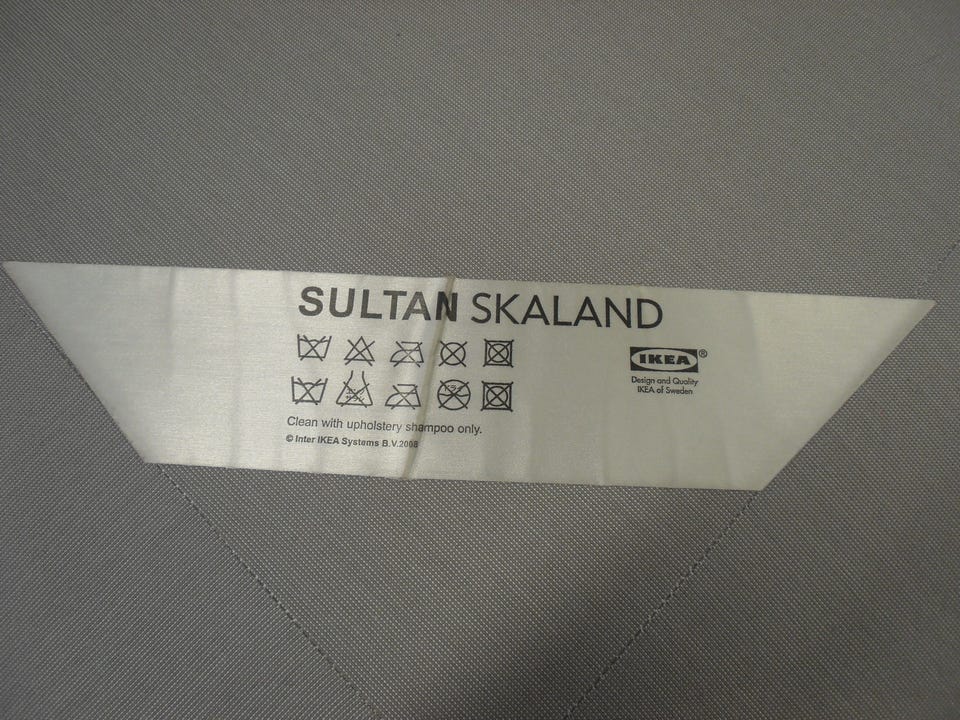 SULTAN SKALAND
IKEA®
Design and Quality
IKEA of Sweden
Clean with upholstery shampoo only.
© Inter IKEA Systems B.V.2008